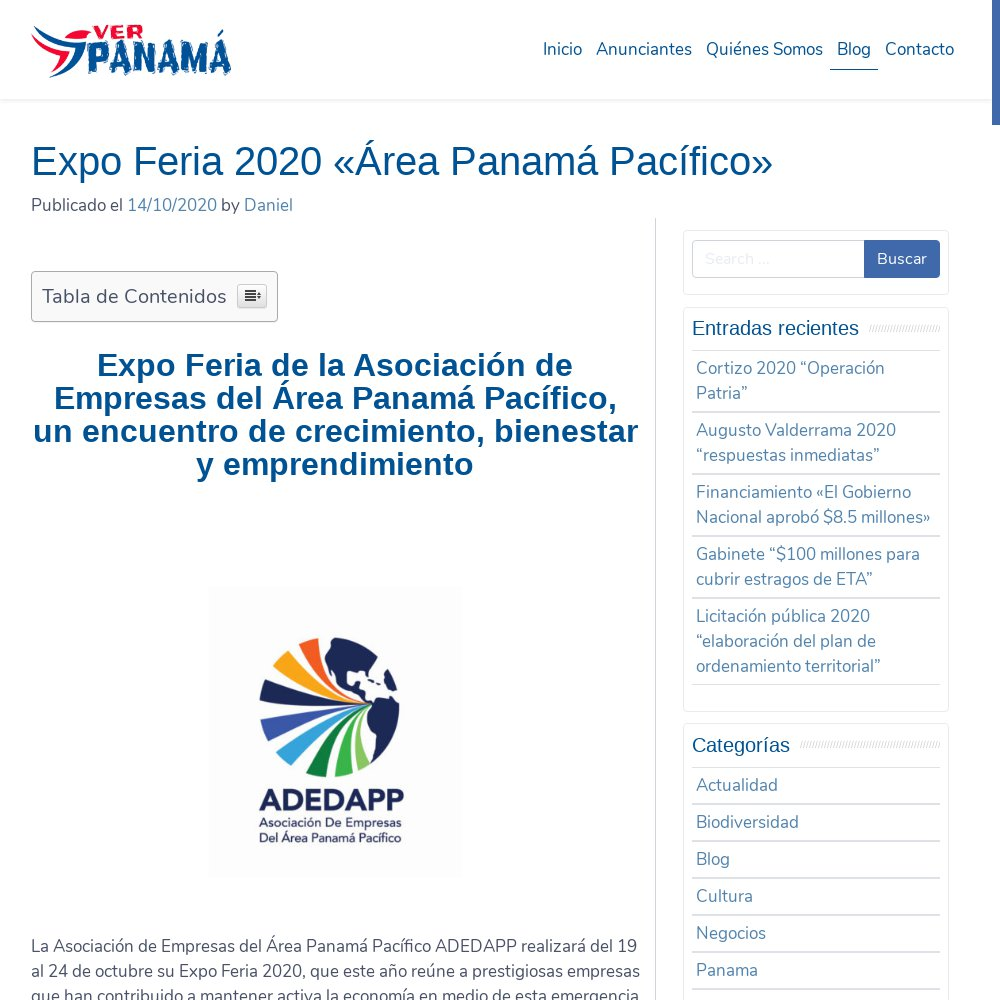 VER
PANAMÁ
Inicio Anunciantes Quiénes Somos Blog Contacto
Expo Feria 2020 «Área Panamá Pacífico»
Publicado el 14/10/2020 by Daniel
Tabla de Contenidos
Expo Feria de la Asociación de
Empresas del Área Panamá Pacífico,
un encuentro de crecimiento, bienestar
y emprendimiento
ADEDAPP
Asociación De Empresas
Del Área Panamá Pacífico
La Asociación de Empresas del Área Panamá Pacífico ADEDAPP realizará del 19
al 24 de octubre su Expo Feria 2020, que este año reúne a prestigiosas empresas
que han contribuido a mantener activa la economía en medio de esta emergencia
Search ...
Buscar
Entradas recientes
Cortizo 2020 “Operación
Patria”
Augusto Valderrama 2020
“respuestas inmediatas”
Financiamiento «El Gobierno
Nacional aprobó $8.5 millones»
Gabinete “$100 millones para
cubrir estragos de ETA”
Licitación pública 2020
“elaboración del plan de
ordenamiento territorial”
Categorías
Actualidad
Biodiversidad
Blog
Cultura
Negocios
Panama